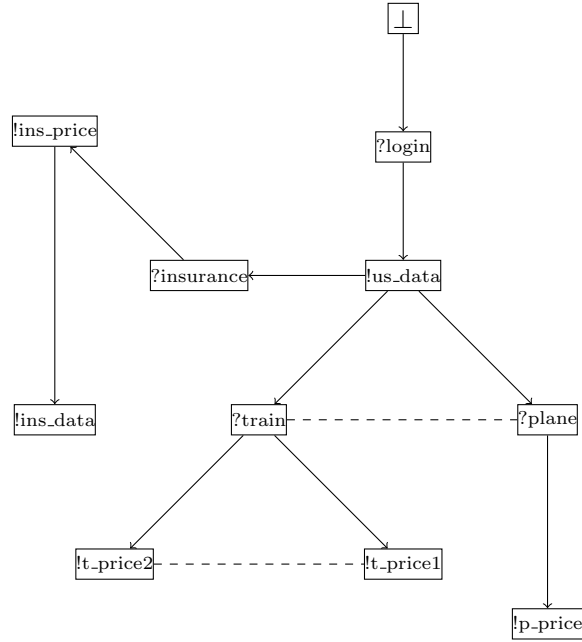 ⊥
!ins_price
?login
?insurance
!us_data
!ins_data
?train
?plane
!t_price2
!t_price1
!p_price